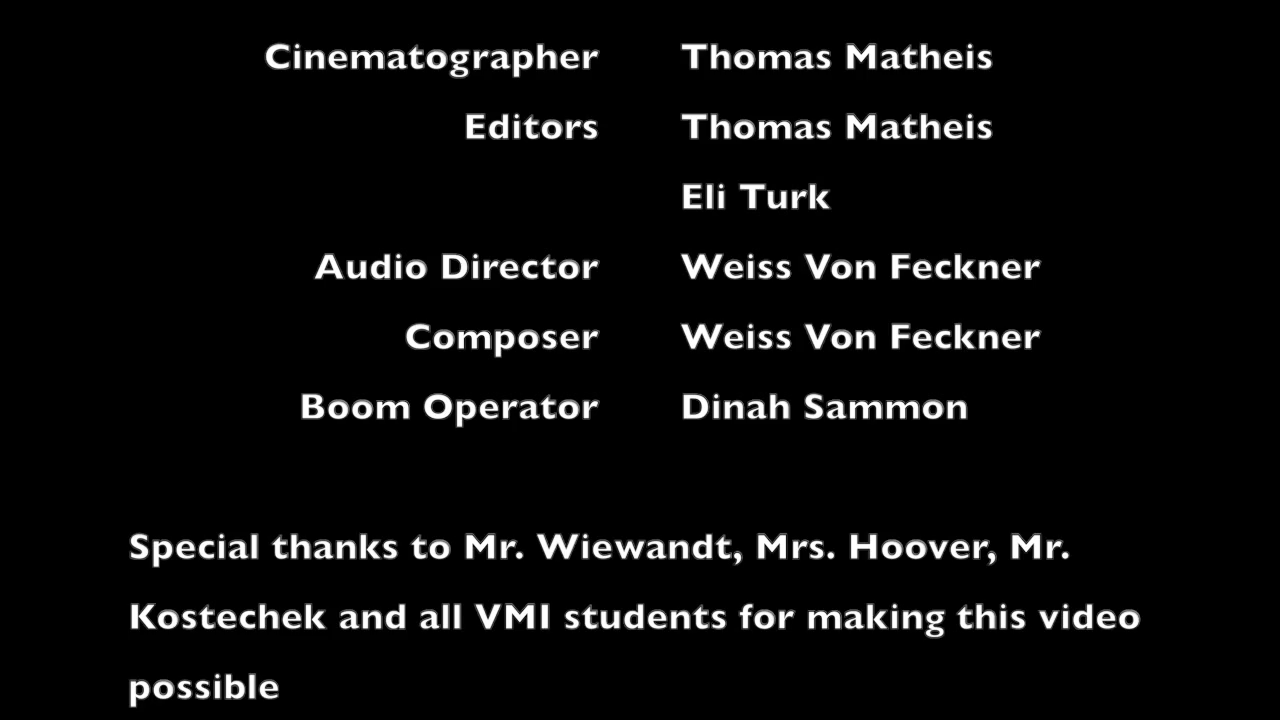 Cinematographer Thomas Matheis
Editors Thomas Matheis
Eli Turk
Audio Director Weiss Von Feckner
Composer Weiss Von Feckner
Boom Operator Dinah Sammon
Special thanks to Mr. Wiewandt, Mrs. Hoover, Mr.
Kostechek and all VMI students for making this video
possible